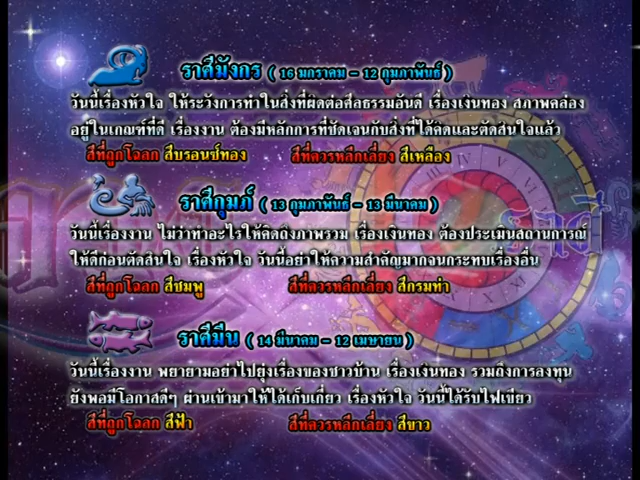 ราศีมังกร ( 16 มกราคม - 12 กุมภาพันธ์ )
วันนี้เรื่องหัวใจ ให้ระวังการทำในสิ่งที่ผิดต่อศีลธรรมอันดี เรื่องเงินทอง สภาพคล่อง
อยู่ในเกณฑ์ที่ดี เรื่องงาน ต้องมีหลักการที่ชัดเจนกับสิ่งที่ได้คิดและตัดสินใจแล้ว
สีที่ถูกโฉลก สีบรอนซ์ทอง สีที่ควรหลีกเลี่ยง สีเหลือง
ราศีกุมภ์ ( 13 กุมภาพันธ์ - 13 มีนาคม )
วันนี้เรื่องงาน ไม่ว่าทำอะไรให้คิดถึงภาพรวม เรื่องเงินทอง ต้องประเมินสถานการณ์
ให้ดีก่อนตัดสินใจ เรื่องหัวใจ วันนี้อย่าให้ความสำคัญมากจนกระทบเรื่องอื่น
สีที่ถูกโฉลก สีชมพู สีที่ควรหลีกเลี่ยง สีกรมท่า
ราศีมีน ( 14 มีนาคม - 12 เมษายน )
วันนี้เรื่องงาน พยายามอย่าไปยุ่งเรื่องของชาวบ้าน เรื่องเงินทอง รวมถึงการลงทุน
ยังพอมีโอกาสดีๆ ผ่านเข้ามาให้ได้เก็บเกี่ยว เรื่องหัวใจ วันนี้ได้รับไฟเขียว
สีที่ถูกโฉลก สีฟ้า สีที่ควรหลีกเลี่ยง สีขาว